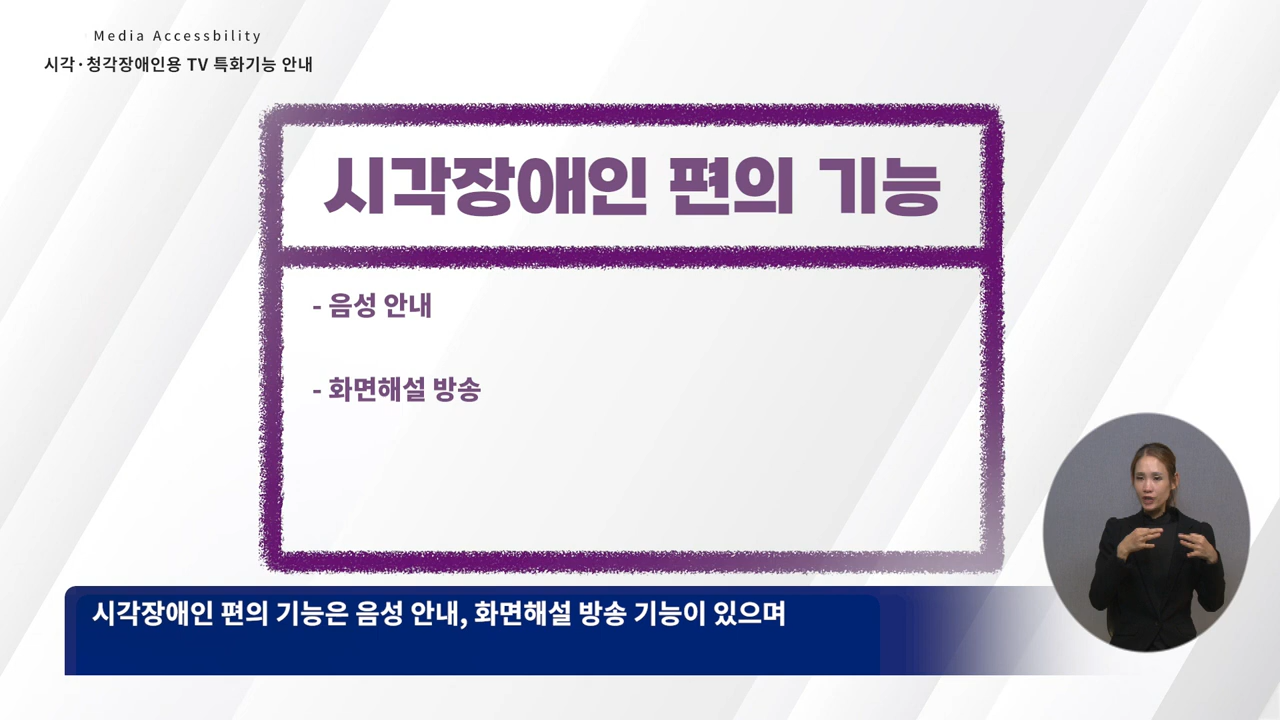 Media Accessbility
시각·청각장애인용 TV 특화기능 안내
시각장애인 편의 기능
- 음성 안내
- 화면해설 방송
시각장애인 편의 기능은 음성 안내, 화면해설 방송 기능이 있으며